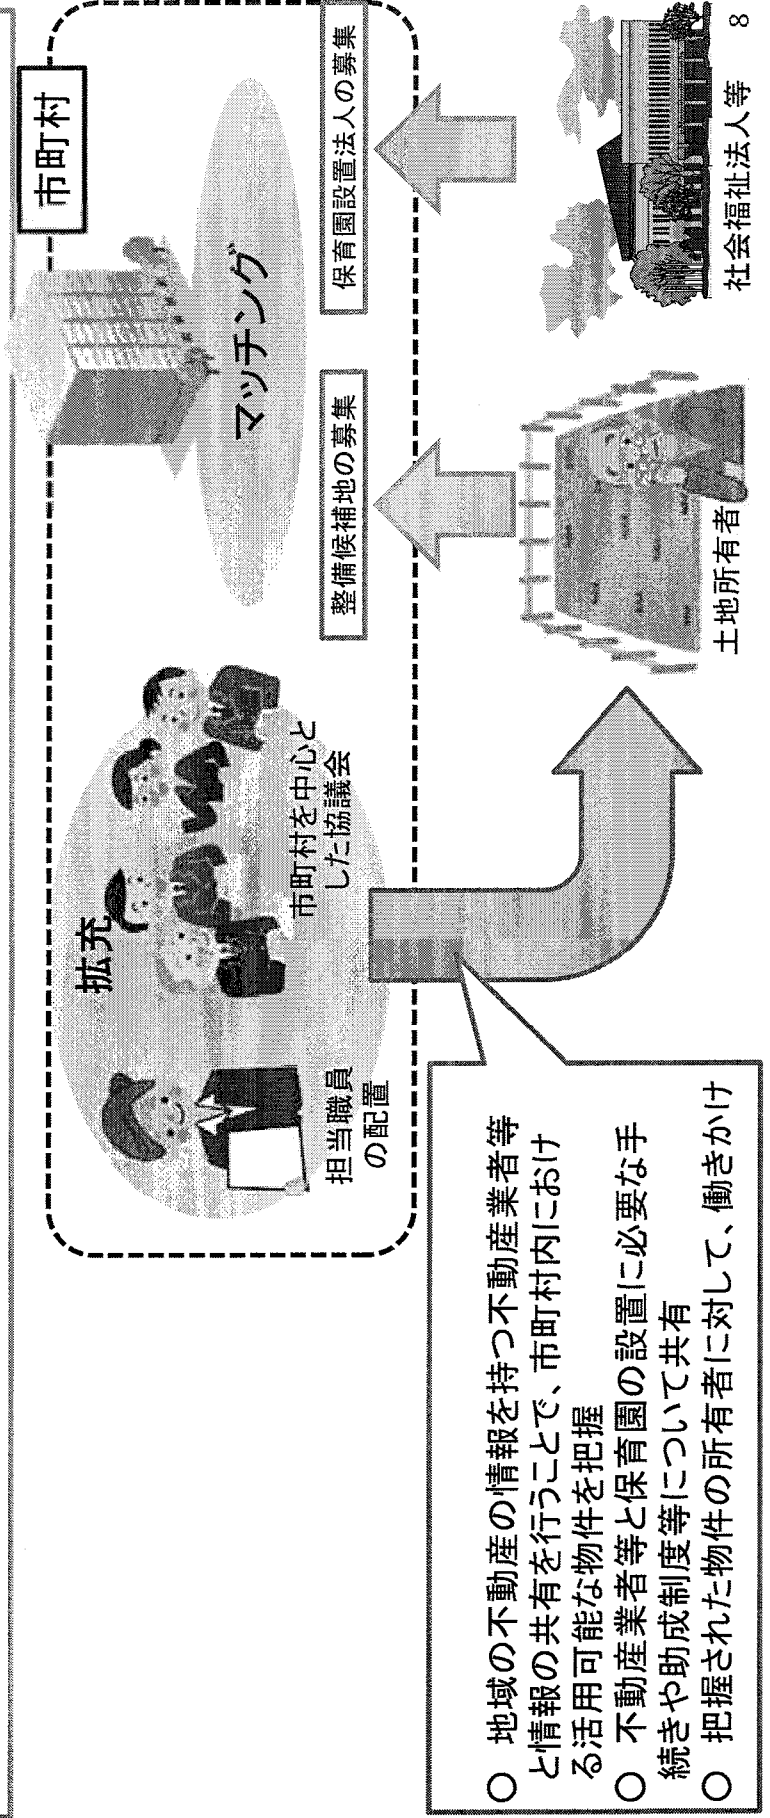 市町村
拡充
担当職員
の配置
市町村を中心と
した協議会
マッチング
整備候補地の募集
保育園設置法人の募集
土地所有者
社会福祉法人等
○ 地域の不動産の情報を持つ不動産業者等
と情報の共有を行うことで、市町村内におけ
る活用可能な物件を把握
○ 不動産業者等と保育園の設置に必要な手
続きや助成制度等について共有
○ 把握された物件の所有者に対して、働きかけ
8